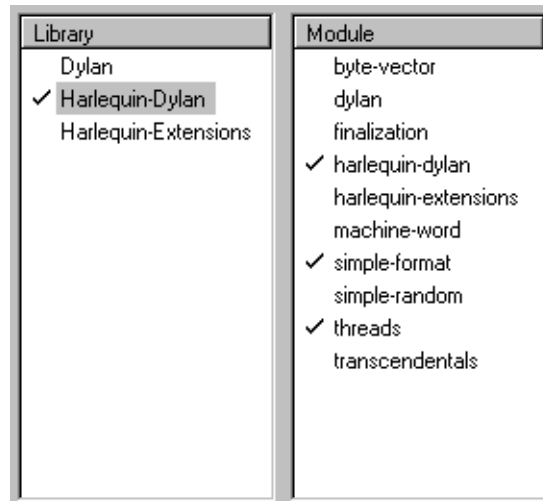 Library
Dylan
Harlequin-Dylan
Harlequin-Extensions
Module
byte-vector
dylan
finalization
harlequin-dylan
harlequin-extensions
machine-word
simple-format
simple-random
threads
transcendentals